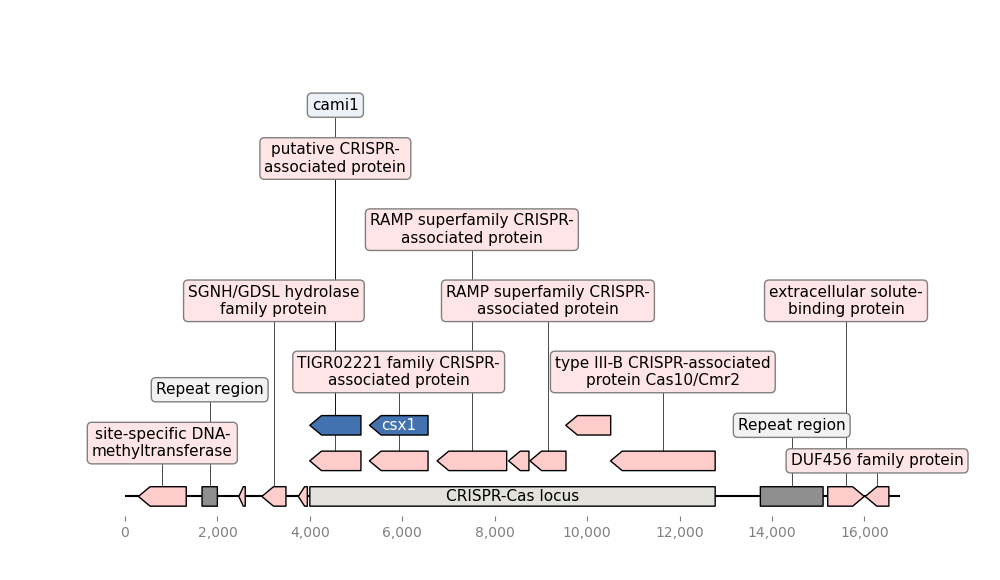 cami1
putative CRISPR-
associated protein
RAMP superfamily CRISPR-
associated protein
SGNH/GDSL hydrolase
family protein
RAMP superfamily CRISPR-
associated protein
extracellular solute-
binding protein
TIGR02221 family CRISPR-
associated protein
type III-B CRISPR-associated
protein Cas10/Cmr2
Repeat region
site-specific DNA-
methyltransferase
csx1
Repeat region
DUF456 family protein
CRISPR-Cas locus
0 2,000 4,000 6,000 8,000 10,000 12,000 14,000 16,000